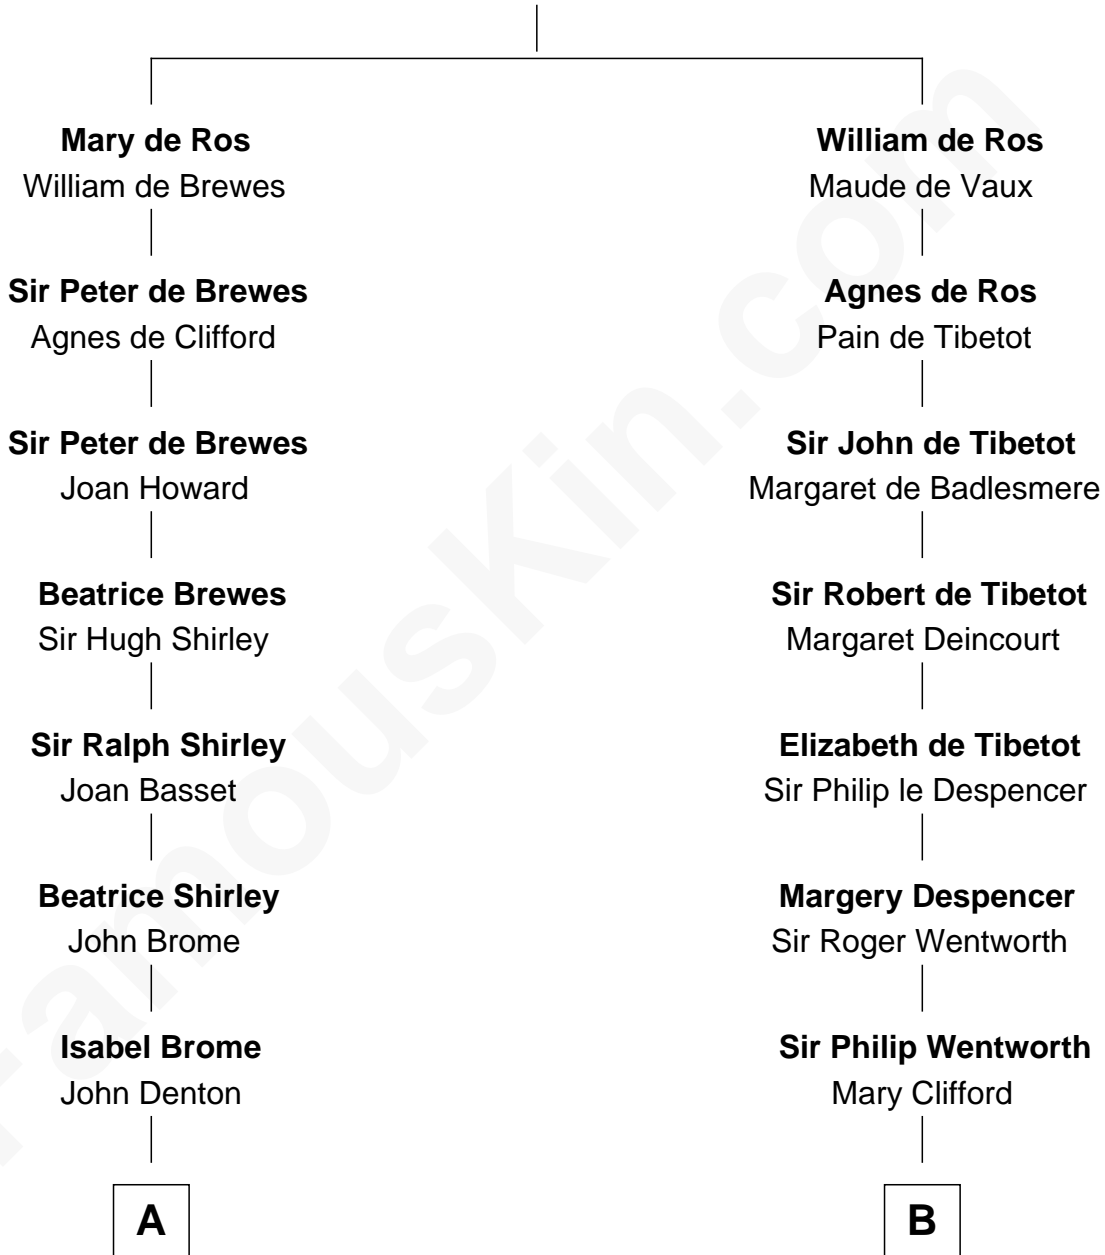 Mary de Ros
William de Brewes
Sir Peter de Brewes
Agnes de Clifford
Sir Peter de Brewes
Joan Howard
Beatrice Brewes
Sir Hugh Shirley
Sir Ralph Shirley
Joan Basset
Beatrice Shirley
John Brome
Isabel Brome
John Denton
A
William de Ros
Maude de Vaux
Agnes de Ros
Pain de Tibetot
Sir John de Tibetot
Margaret de Badlesmere
Sir Robert de Tibetot
Margaret Deincourt
Elizabeth de Tibetot
Sir Philip le Despencer
Margery Despencer
Sir Roger Wentworth
Sir Philip Wentworth
Mary Clifford
B
FamousKin.com